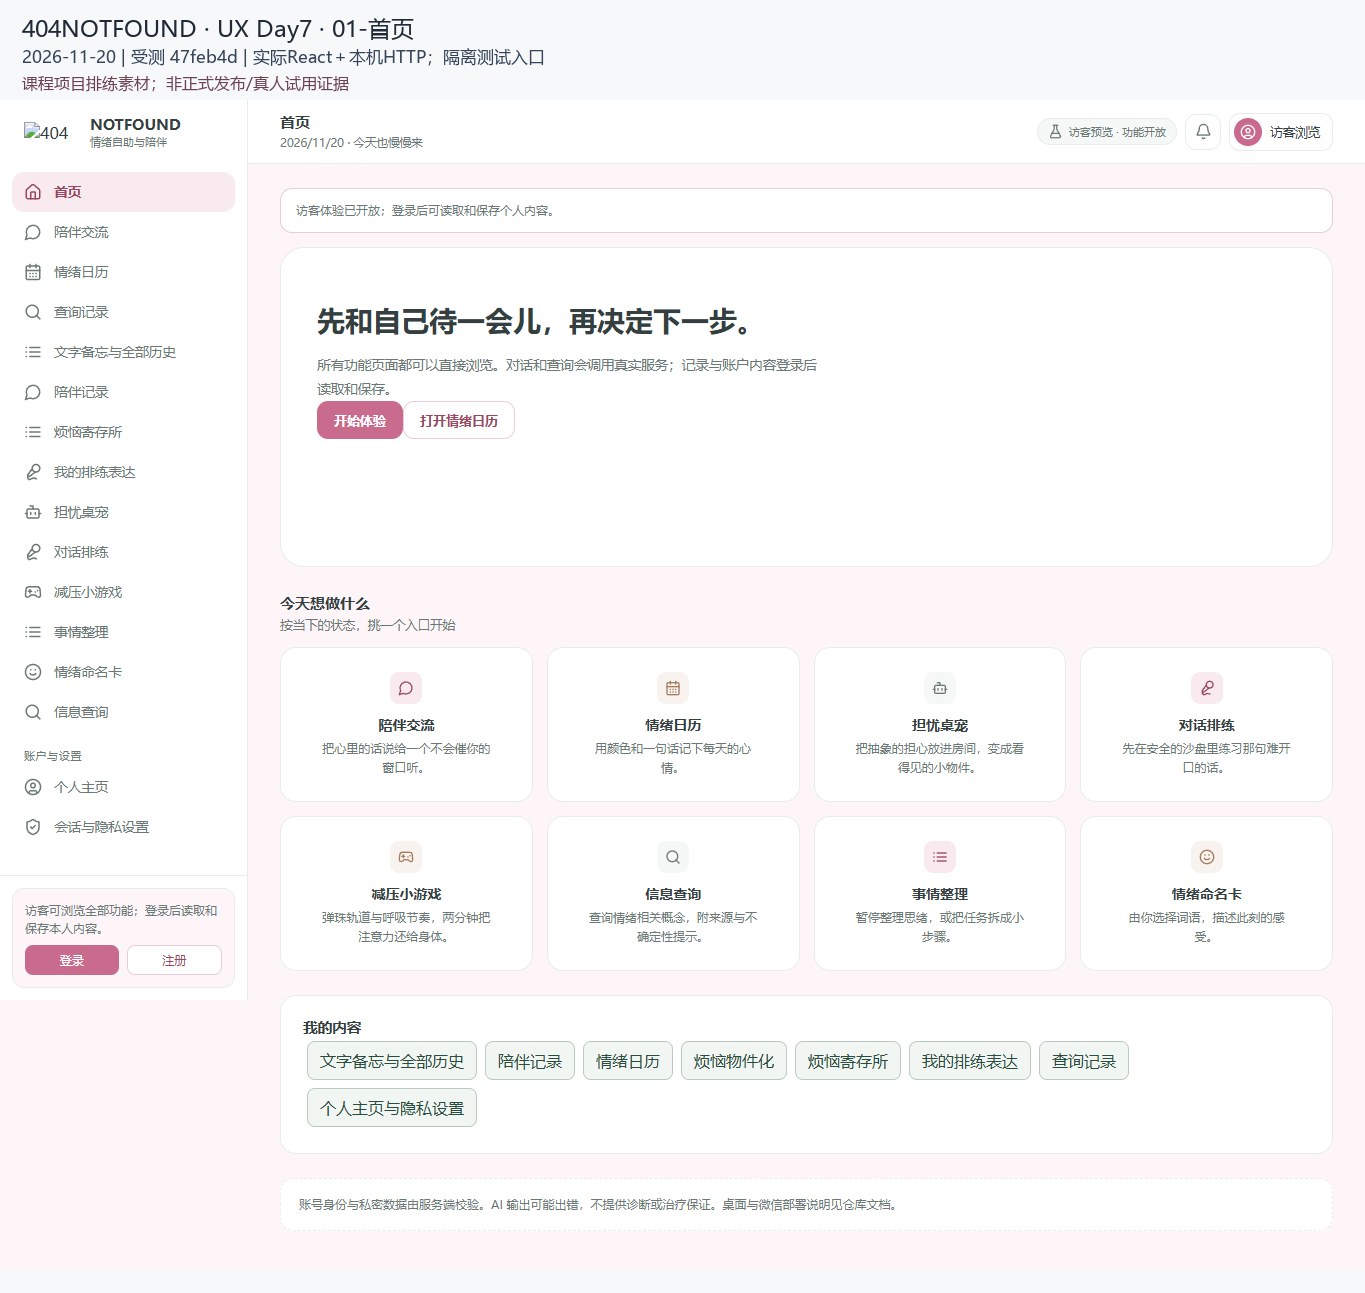 404NOTFOUND · UX Day7 · 01-首页
2026-11-20 | 受测 47feb4d | 实际React + 本机HTTP；隔离测试入口
课程项目排练素材；非正式发布/真人试用证据
404
NOTFOUND
情绪自助与陪伴
首页
陪伴交流
情绪日历
查询记录
文字备忘与全部历史
陪伴记录
烦恼寄存所
我的排练表达
担忧桌宠
对话排练
减压小游戏
事情整理
情绪命名卡
信息查询
账户与设置
个人主页
会话与隐私设置
访客可浏览全部功能；登录后读取和
保存本人内容。
登录
注册
首页
2026/11/20 · 今天也慢慢来
访客预览 · 功能开放
访客浏览
访客体验已开放；登录后可读取和保存个人内容。
先和自己待一会儿，再决定下一步。
所有功能页面都可以直接浏览。对话和查询会调用真实服务；记录与账户内容登录后
读取和保存。
开始体验
打开情绪日历
今天想做什么
按当下的状态，挑一个入口开始
陪伴交流
把心里的话说给一个不会催你的
窗口听。
情绪日历
用颜色和一句话记下每天的心
情。
担忧桌宠
把抽象的担心放进房间，变成看
得见的小物件。
对话排练
先在安全的沙盘里练习那句难开
口的话。
减压小游戏
弹珠轨道与呼吸节奏，两分钟把
注意力还给身体。
信息查询
查询情绪相关概念，附来源与不
确定性提示。
事情整理
暂停整理思绪，或把任务拆成小
步骤。
情绪命名卡
由你选择词语，描述此刻的感
受。
我的内容
文字备忘与全部历史
陪伴记录
情绪日历
烦恼物件化
烦恼寄存所
我的排练表达
查询记录
个人主页与隐私设置
账号身份与私密数据由服务端校验。AI 输出可能出错，不提供诊断或治疗保证。桌面与微信部署说明见仓库文档。